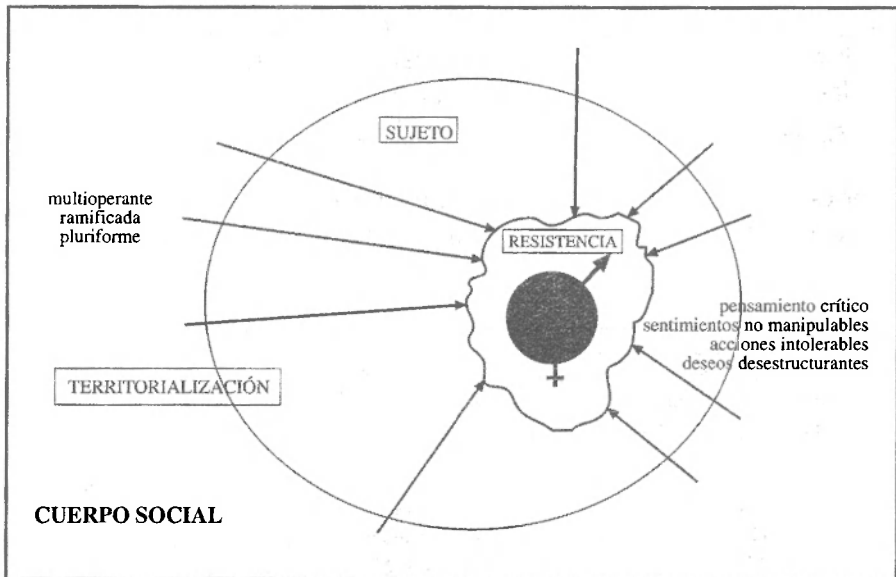 SUJETO
multioperante
ramificada
pluriforme
RESISTENCIA
pensamiento crítico
sentimientos no manipulables
acciones intolerables
deseos desestructurantes
TERRITORIALIZACIÓN
CUERPO SOCIAL